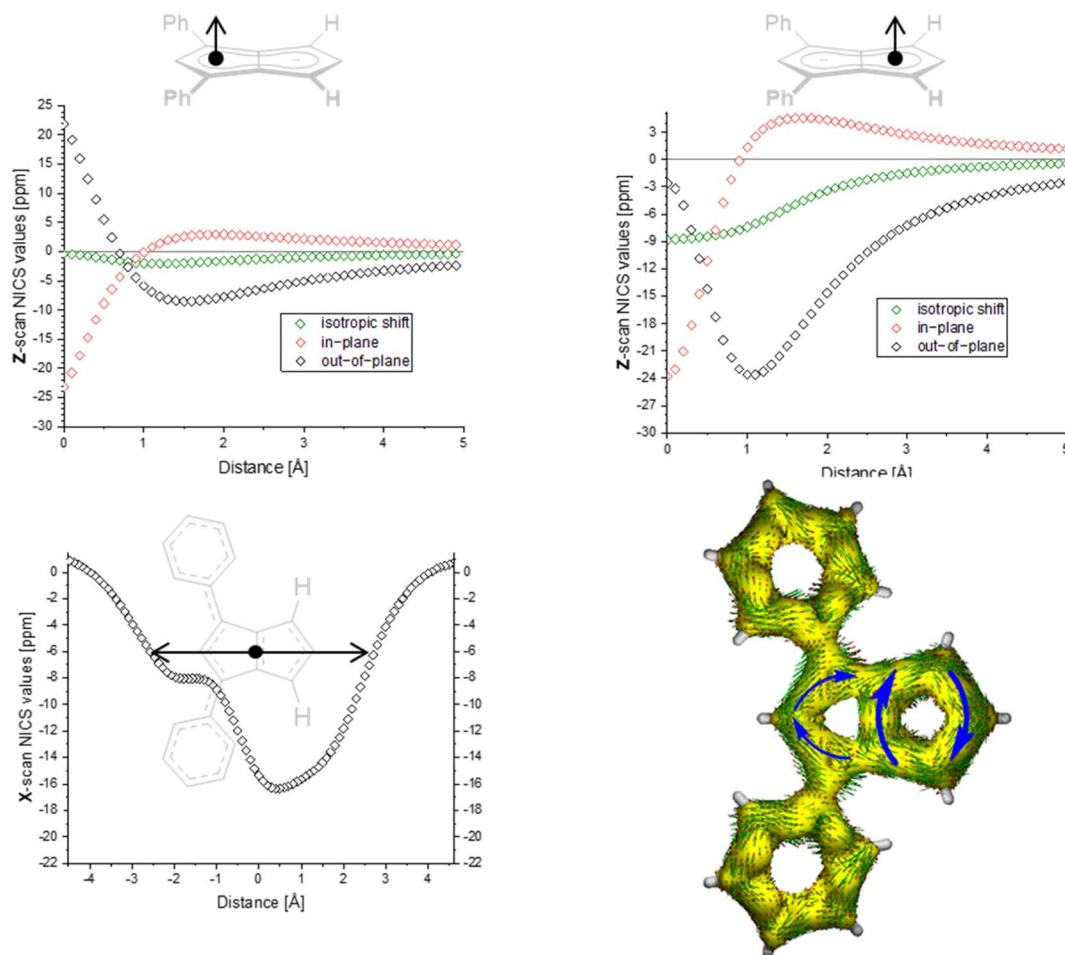 Ph
H
Ph
H
25
20
15
10
5
0
-5
-10
-15
-20
-25
-30
Z-scan NICS values [ppm]
isotropic shift
in-plane
out-of-plane
0 1 2 3 4 5
Distance [Å]
Ph
H
Ph
H
3
0
-3
-6
-9
-12
-15
-18
-21
-24
-27
-30
Z-scan NICS values [ppm]
isotropic shift
in-plane
out-of-plane
0 1 2 3 4 5
Distance [Å]
0
-2
-4
-6
-8
-10
-12
-14
-16
-18
-20
-22
X-scan NICS values [ppm]
H
H
0
-2
-4
-6
-8
-10
-12
-14
-16
-18
-20
-22
-4 -3 -2 -1 0 1 2 3 4
Distance [Å]